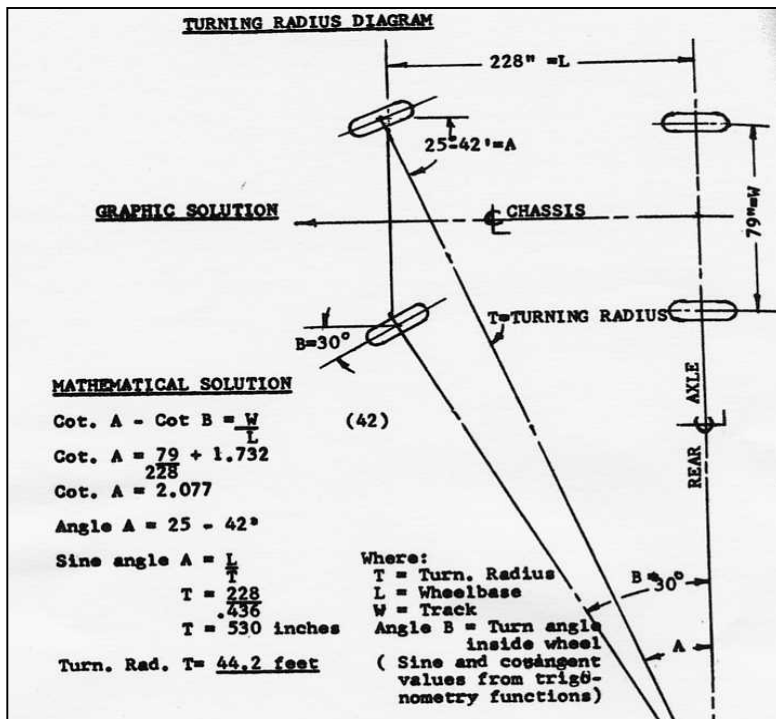 TURNING RADIUS DIAGRAM
228" =L
25-42'=A
GRAPHIC SOLUTION
CHASSIS
79"=W
T=TURNING RADIUS
B=30°
MATHEMATICAL SOLUTION
Cot. A - Cot B = W
L
(42)
Cot. A = 79 + 1.732
228
Cot. A = 2.077
Angle A = 25 - 42'
Sine angle A = L
T
T = 228
.436
T = 530 inches
Turn. Rad. T= 44.2 feet
Where:
T = Turn. Radius
L = Wheelbase
W = Track
Angle B = Turn angle
inside wheel
( Sine and cotangent
values from trigo-
nometry functions)
REAR AXLE
B=30°
A